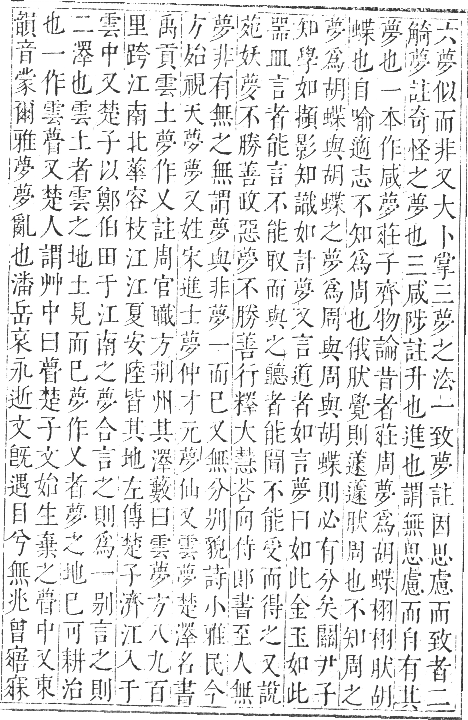 六夢似而非又大卜掌三夢之法一致夢註因思慮而致者二
觭夢註奇怪之夢也三咸陟註升也進也謂無思慮而自有其
夢也一本作咸夢莊子齊物論昔者莊周夢爲胡蝶栩栩肰胡
蝶也自喻適志不知爲周也俄肰覺則蘧蘧肰周也不知周之
夢爲胡蝶與胡蝶之夢爲周與周與胡蝶則必有分矣關尹子
知學如擷影知識如計夢又言道者如言夢曰如此金玉如此
器皿言者能言不能取而與之聽者能聞不能受而得之又說
苑妖夢不勝善政惡夢不勝善行釋大慧答向侍郎書至人無
夢非有無之無謂夢與非夢一而已又無分別貌詩小雅民今
方始視天夢夢又姓宋進士夢仲才元夢仙又雲夢楚澤名書
禹貢雲土夢作乂註周官職方荆州其澤藪曰雲夢方八九百
里跨江南北華容枝江江夏安陸皆其地左傳楚子濟江入于
雲中又楚子以鄭伯田于江南之夢合言之則爲一別言之則
二澤也雲土者雲之地土見而已夢作乂者夢之地已可耕治
也一作雲瞢又楚人謂艸中曰瞢楚子文始生棄之瞢中又東
韻音蒙爾雅夢夢亂也潘岳哀永逝文旣遇目兮無兆曾寤寐